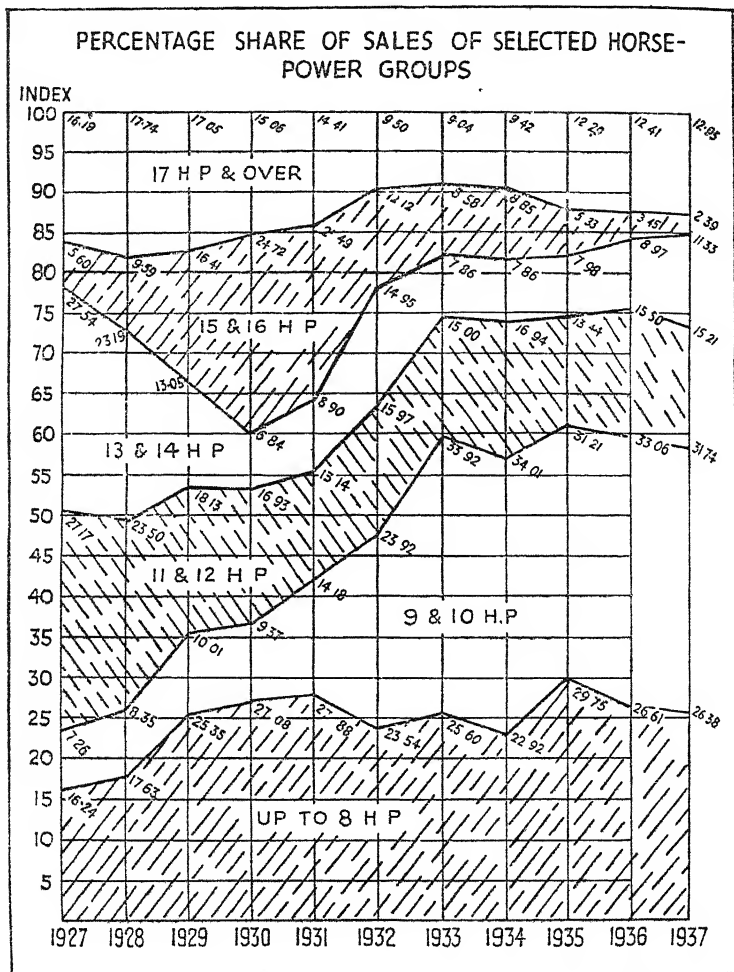 PERCENTAGE SHARE OF SALES OF SELECTED HORSE-
POWER GROUPS
INDEX
100 16·19 17·74 17·05 15·06 14·41 9·50 9·04 9·42 12·29 12·41 12·95
95
17 H P & OVER
90 12·12 8·58 8·85 5·33 3·45 2·39
85 5·60 9·59 16·41 24·72 21·49 8·97 11·33
80 7·86 7·86 7·98
75 27·54 14·95 15·50
15 & 16 H P
70 23·19 15·00 16·94 13·44 15·21
65 13·05 8·90
60 6·84 15·97
13 & 14 H P
55 13·14 33·92 34·01 31·21 33·06 31·74
50 27·17 23·50 18·13 16·93
45 23·92
11 & 12 H P
40 14·18
9 & 10 H.P
35 10·01 9·37
30
25 7·26 8·35 25·35 27·08 27·88 23·54 25·60 22·92 29·75 26·61 26·38
20
15 16·24 17·63
UP TO 8 H P
10
5
1927 1928 1929 1930 1931 1932 1933 1934 1935 1936 1937